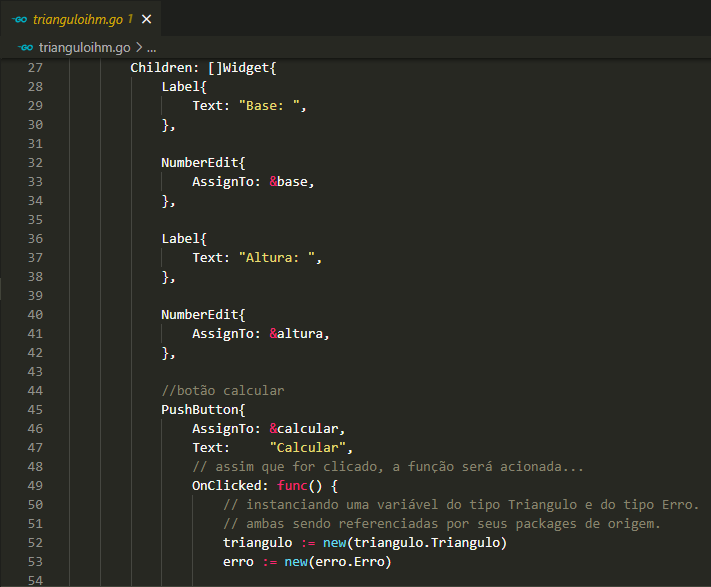 trianguloihm.go 1 ×
trianguloihm.go > ...
27 Children: []Widget{
28 Label{
29 Text: "Base: ",
30 },
31
32 NumberEdit{
33 AssignTo: &base,
34 },
35
36 Label{
37 Text: "Altura: ",
38 },
39
40 NumberEdit{
41 AssignTo: &altura,
42 },
43
44 //botão calcular
45 PushButton{
46 AssignTo: &calcular,
47 Text:     "Calcular",
48 // assim que for clicado, a função será acionada...
49 OnClicked: func() {
50 // instanciando uma variável do tipo Triangulo e do tipo Erro.
51 // ambas sendo referenciadas por seus packages de origem.
52 triangulo := new(triangulo.Triangulo)
53 erro := new(erro.Erro)
54